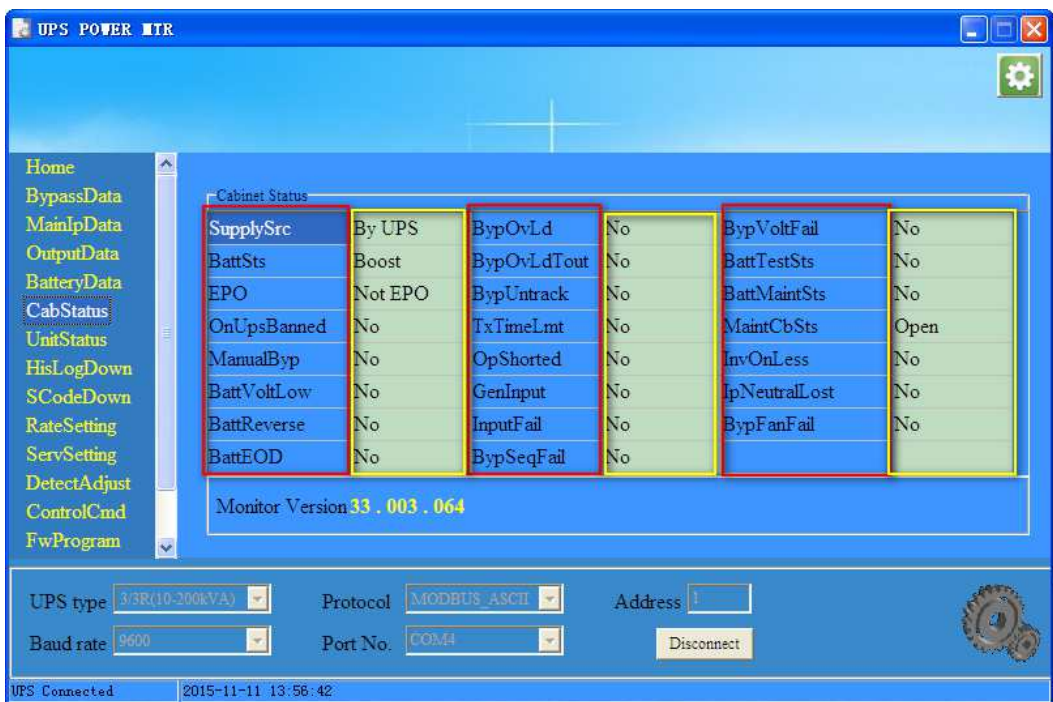 UPS POWER MTR
Home
BypassData
MainIpData
OutputData
BatteryData
CabStatus
UnitStatus
HisLogDown
SCodeDown
RateSetting
ServSetting
DetectAdjust
ControlCmd
FwProgram
Cabinet Status
SupplySrc By UPS BypOvLd No BypVoltFail No
BattSts Boost BypOvLdTout No BattTestSts No
EPO Not EPO BypUntrack No BattMaintSts No
OnUpsBanned No TxTimeLmt No MaintCbSts Open
ManualByp No OpShorted No InvOnLess No
BattVoltLow No GenInput No IpNeutralLost No
BattReverse No InputFail No BypFanFail No
BattEOD No BypSeqFail No
Monitor Version 33 . 003 . 064
UPS type 3/3R(10-200kVA) Protocol MODBUS_ASCII Address 1
Baud rate 9600 Port No. COM4 Disconnect
UPS Connected 2015-11-11 13:56:42